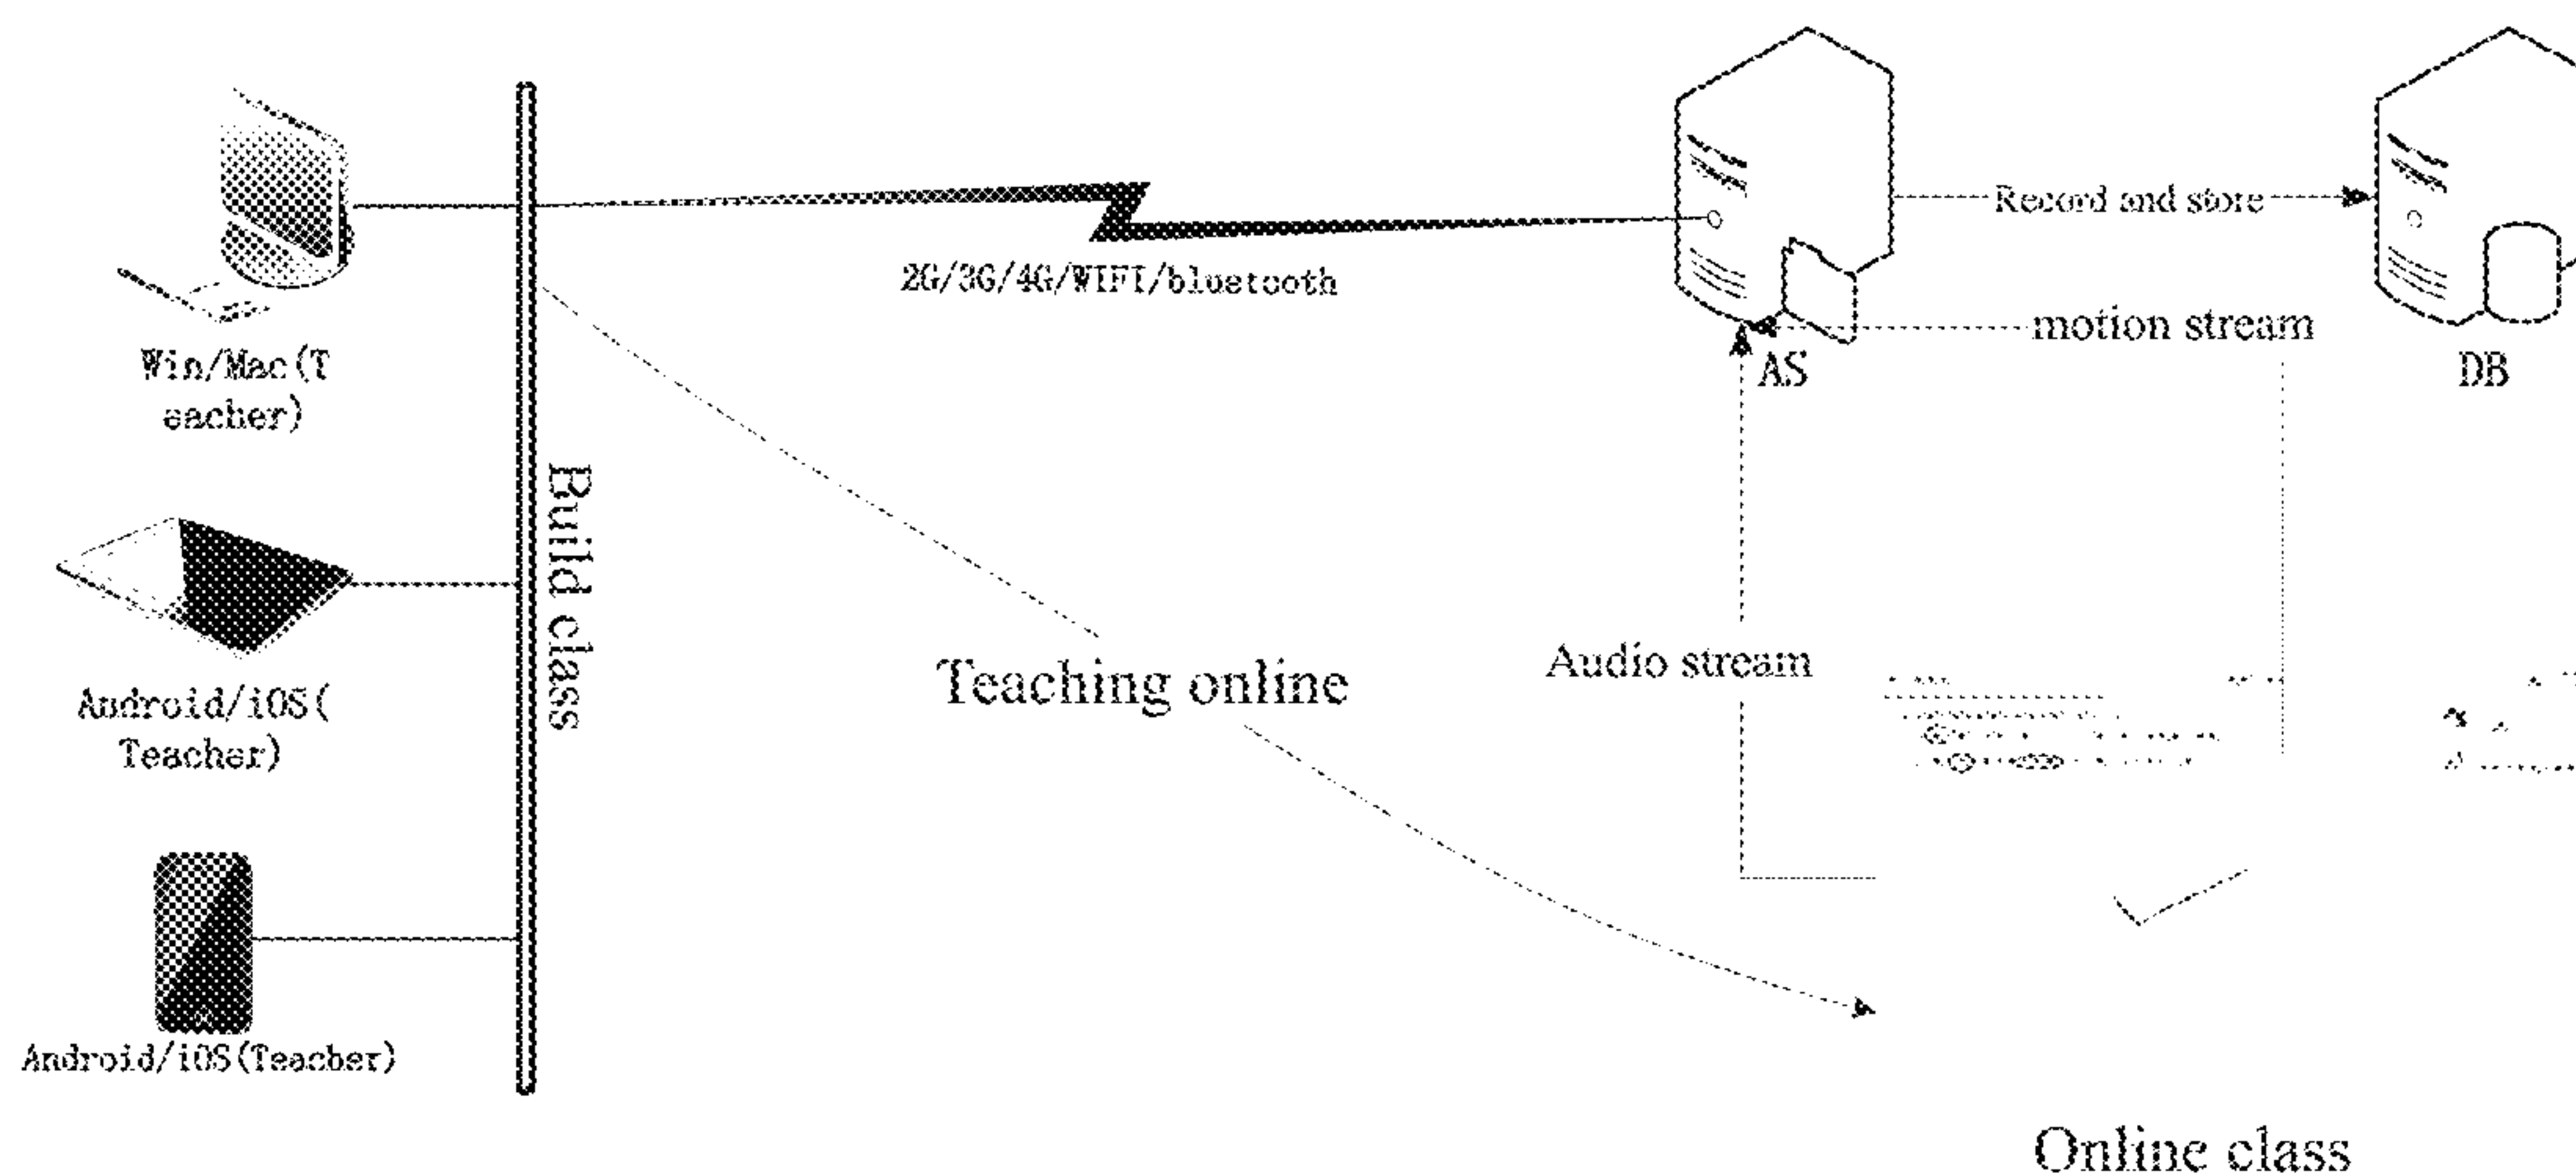 Record and store
2G/3G/4G/WIFI/bluetooth
motion stream
Win/Mac(T
eacher)
AS
DB
Build class
Audio stream
Teaching online
Android/iOS(
Teacher)
Android/iOS(Teacher)
Online class